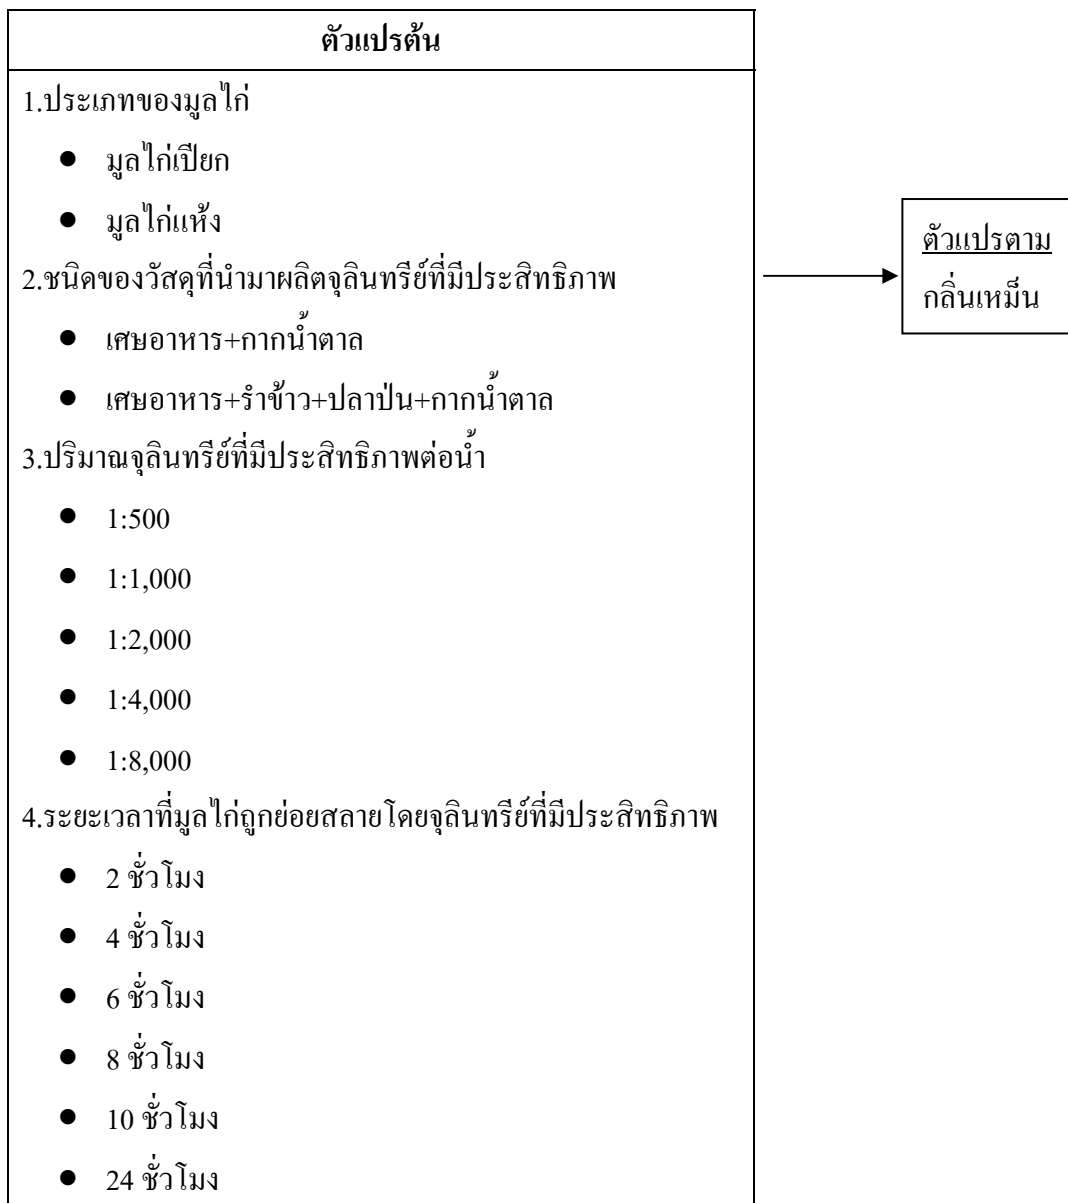 ตัวแปรต้น
1.ประเภทของมูลไก่
● มูลไก่เปียก
● มูลไก่แห้ง
2.ชนิดของวัสดุที่นำมาผลิตจุลินทรีย์ที่มีประสิทธิภาพ
● เศษอาหาร+กากน้ำตาล
● เศษอาหาร+รำข้าว+ปลาป่น+กากน้ำตาล
3.ปริมาณจุลินทรีย์ที่มีประสิทธิภาพต่อน้ำ
● 1:500
● 1:1,000
● 1:2,000
● 1:4,000
● 1:8,000
4.ระยะเวลาที่มูลไก่ถูกย่อยสลายโดยจุลินทรีย์ที่มีประสิทธิภาพ
● 2 ชั่วโมง
● 4 ชั่วโมง
● 6 ชั่วโมง
● 8 ชั่วโมง
● 10 ชั่วโมง
● 24 ชั่วโมง
ตัวแปรตาม
กลิ่นเหม็น